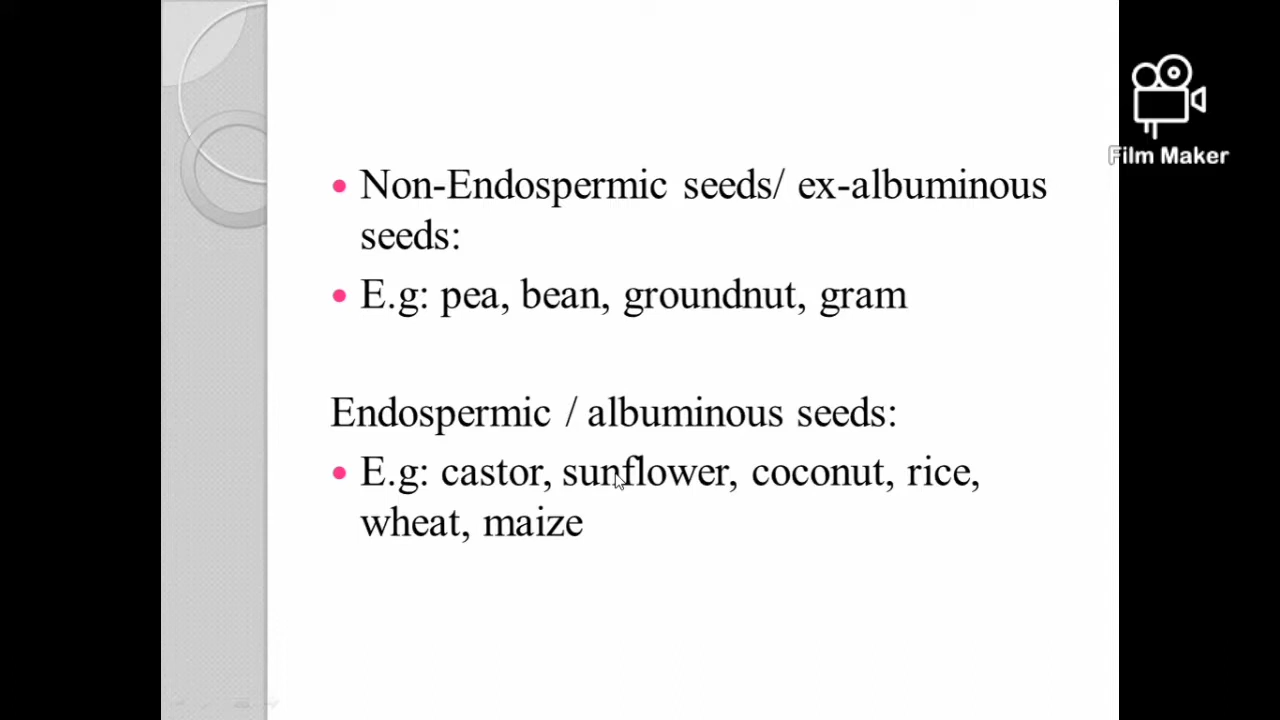 Film Maker
Non-Endospermic seeds/ ex-albuminous
seeds:
E.g: pea, bean, groundnut, gram
Endospermic / albuminous seeds:
E.g: castor, sunflower, coconut, rice,
wheat, maize